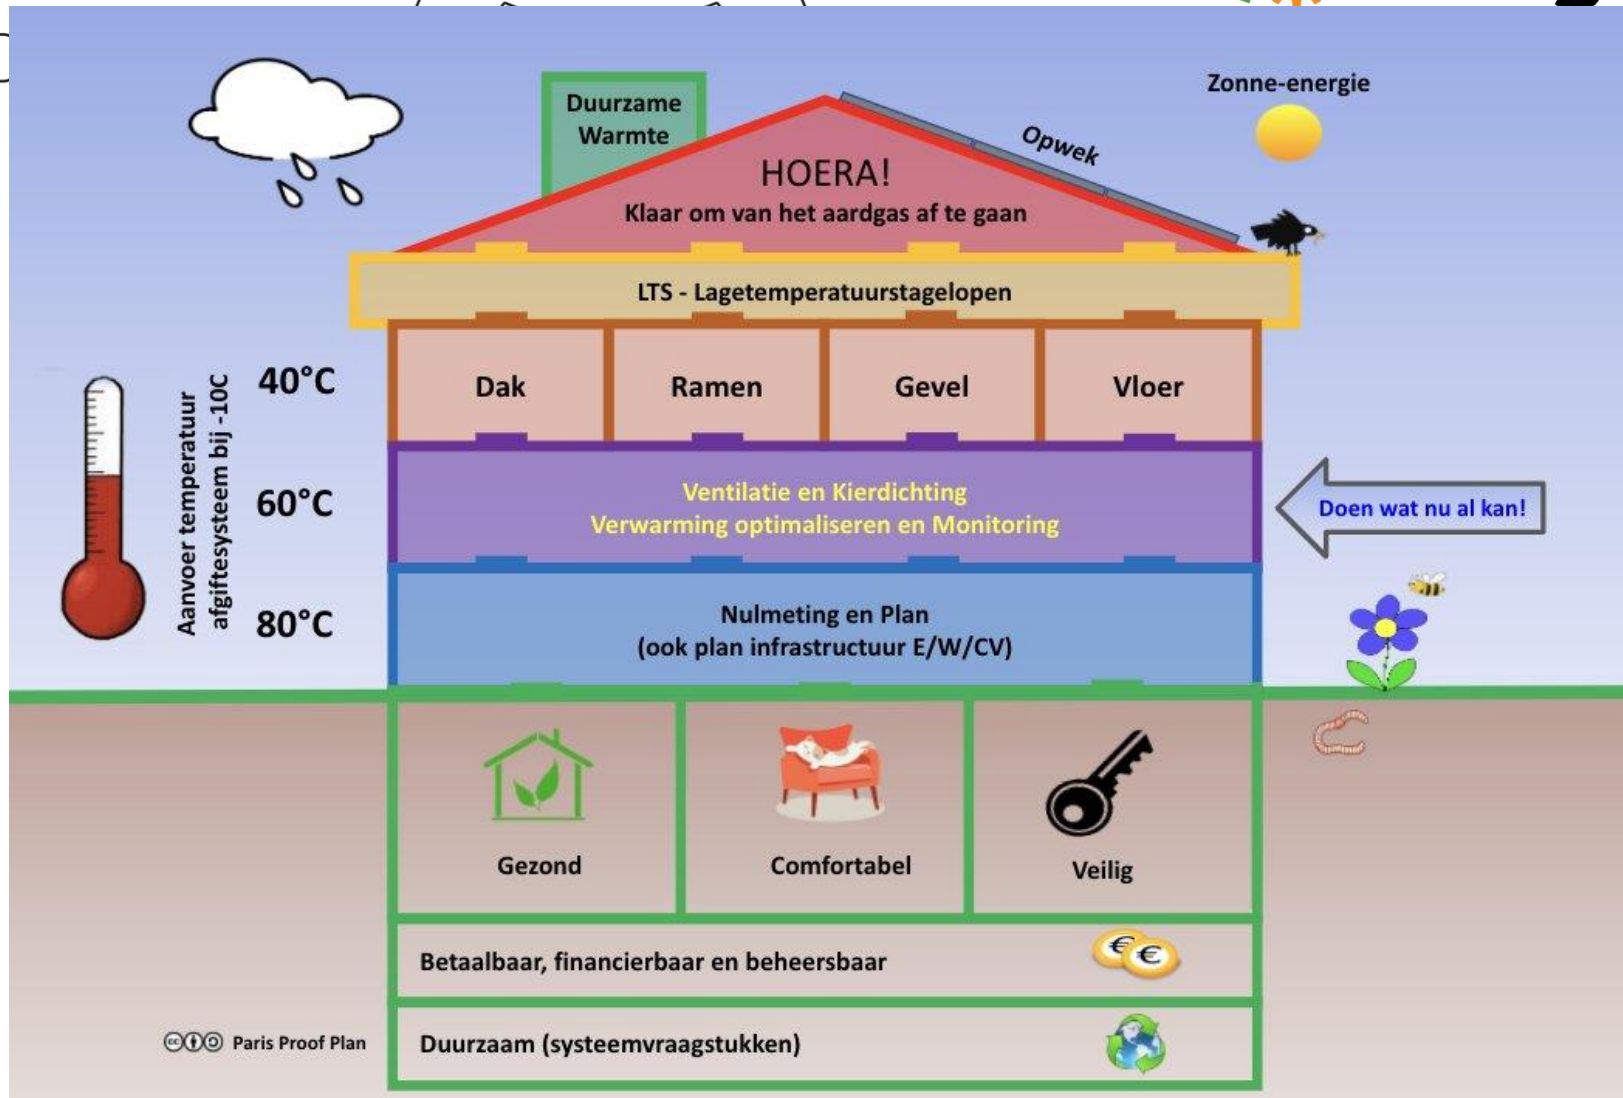 Duurzame
Warmte
Zonne-energie
Opwek
HOERA!
Klaar om van het aardgas af te gaan
LTS - Lagetemperatuurstagelopen
Aanvoer temperatuur
afgiftesysteem bij -10C
40°C
Dak
Ramen
Gevel
Vloer
60°C
Ventilatie en Kierdichting
Verwarming optimaliseren en Monitoring
Doen wat nu al kan!
80°C
Nulmeting en Plan
(ook plan infrastructuur E/W/CV)
Gezond
Comfortabel
Veilig
Betaalbaar, financierbaar en beheersbaar
€ €
Duurzaam (systeemvraagstukken)
cc Paris Proof Plan